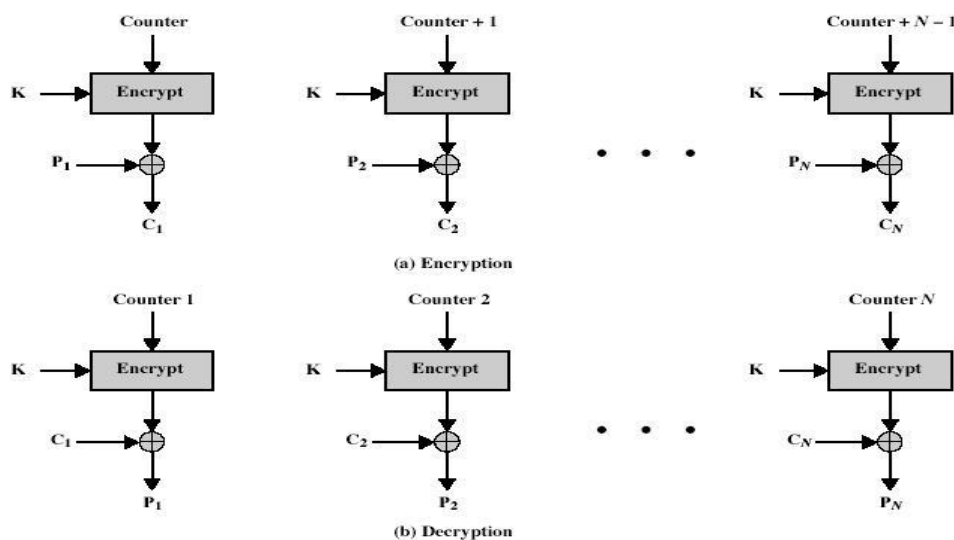 Counter Counter + 1 Counter + N – 1
K Encrypt K Encrypt K Encrypt
P1 P2 PN
C1 C2 CN
(a) Encryption
Counter 1 Counter 2 Counter N
K Encrypt K Encrypt K Encrypt
C1 C2 CN
P1 P2 PN
(b) Decryption